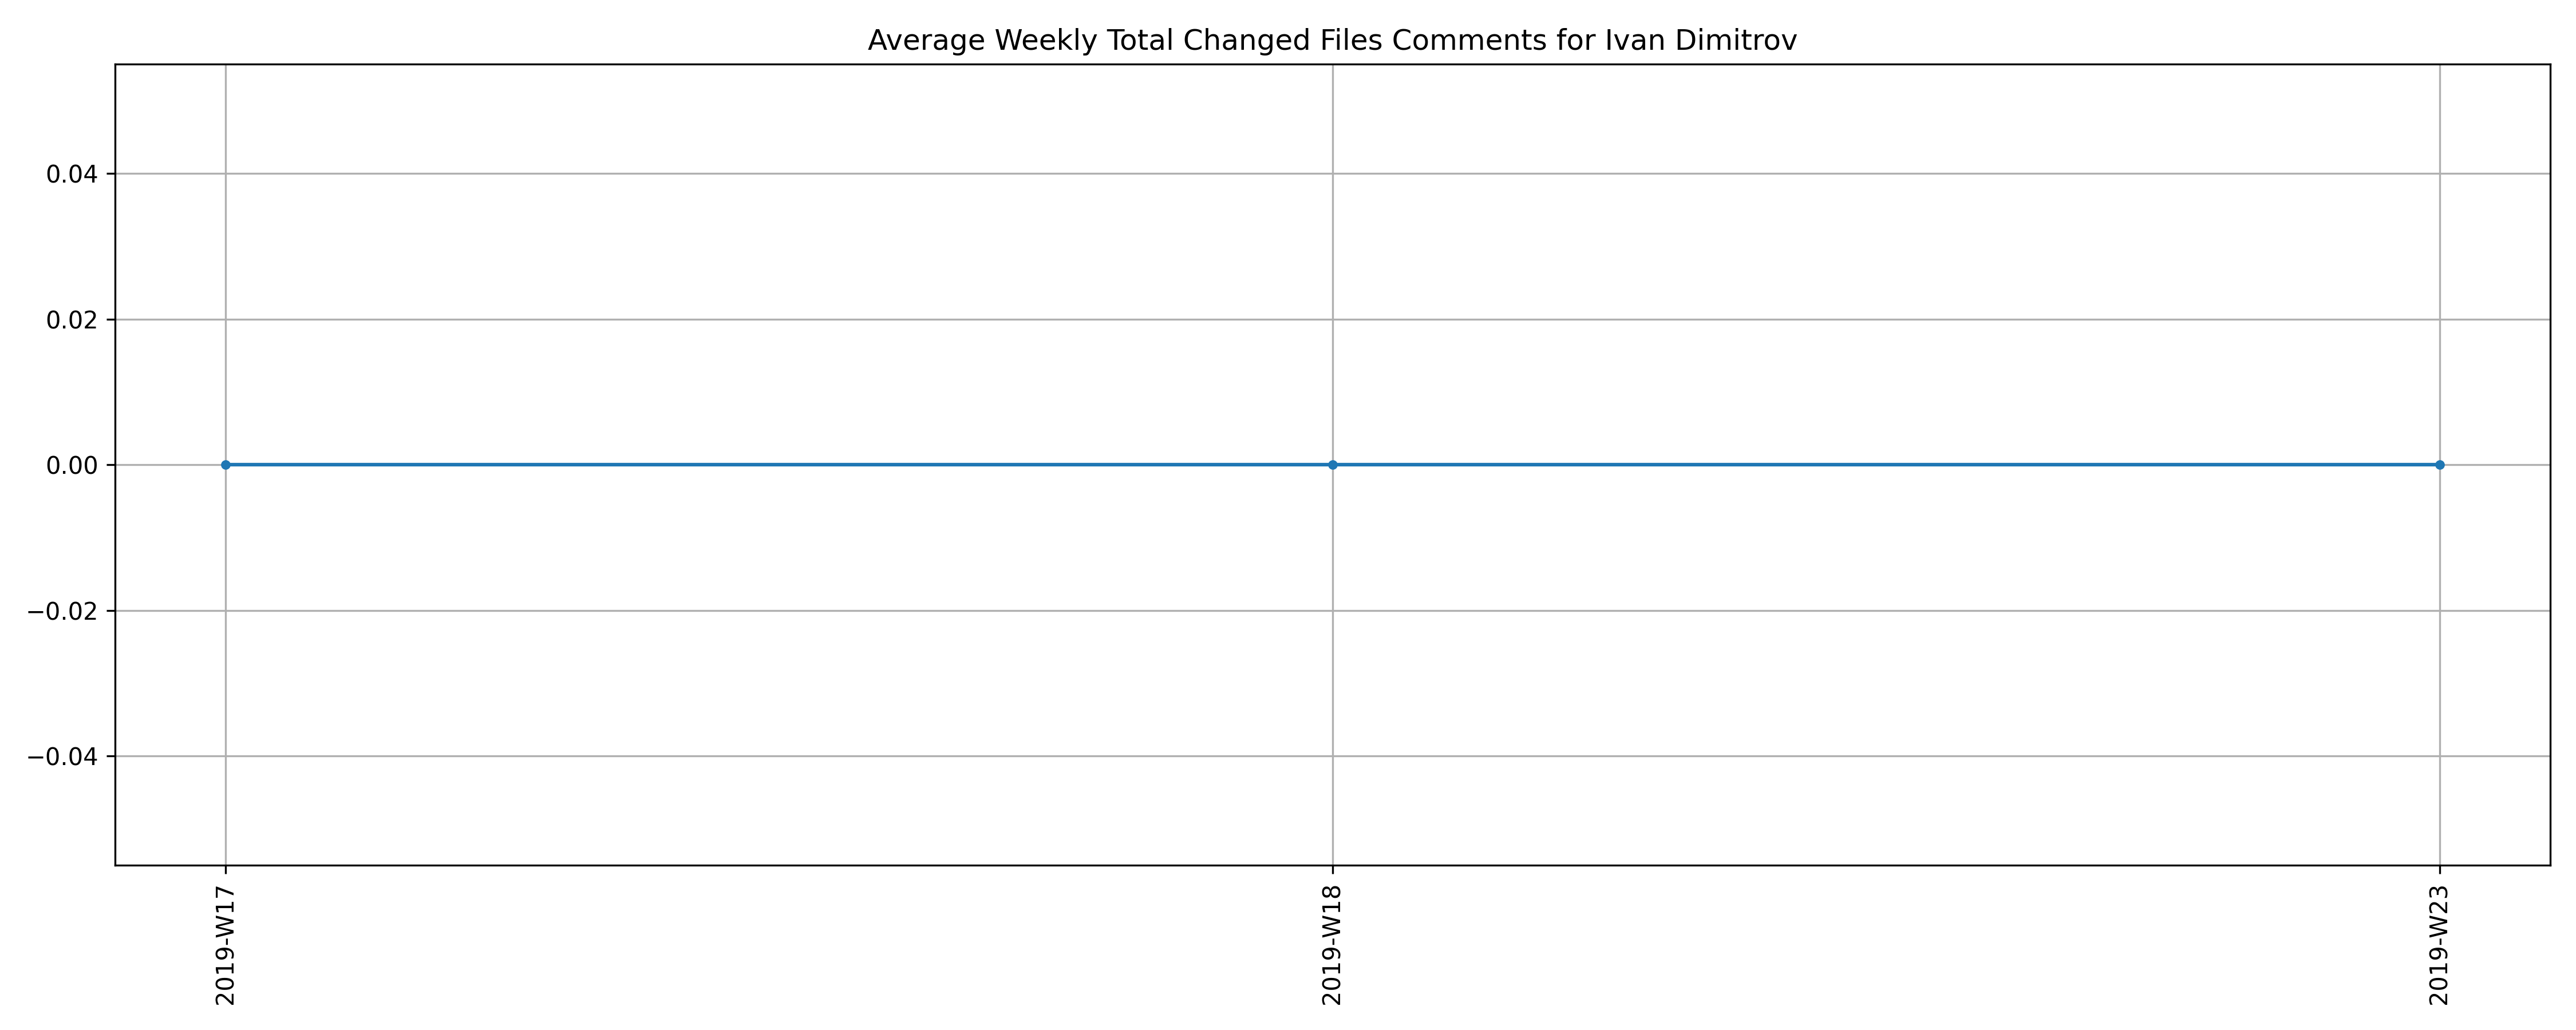 Average Weekly Total Changed Files Comments for Ivan Dimitrov
0.04
0.02
0.00
−0.02
−0.04
2019-W17
2019-W18
2019-W23